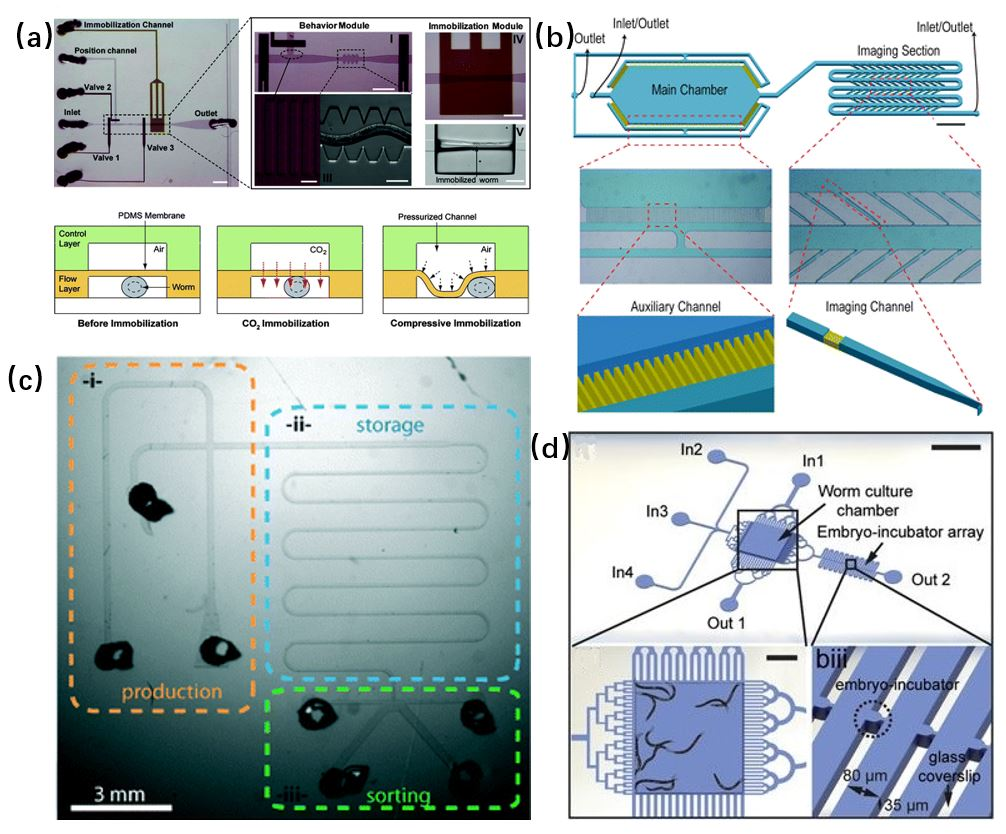 (a)
Immobilization Channel
Position channel
Valve 2
Inlet
Outlet
Valve 1
Valve 3
Behavior Module
I
III
Immobilization Module
IV
V
Immobilized worm
PDMS Membrane
Control
Layer
Air
Flow
Layer
Worm
Before Immobilization
CO2
CO2 Immobilization
Pressurized Channel
Air
Compressive Immobilization
(b)
Outlet
Inlet/Outlet
Inlet/Outlet
Imaging Section
Main Chamber
Auxiliary Channel
Imaging Channel
(c)
-i-
-ii-
storage
production
-iii-
sorting
3 mm
(d)
In2
In1
Worm culture
chamber
In3
Embryo-incubator array
In4
Out 2
Out 1
biii
embryo-incubator
glass
coverslip
80 µm
35 µm